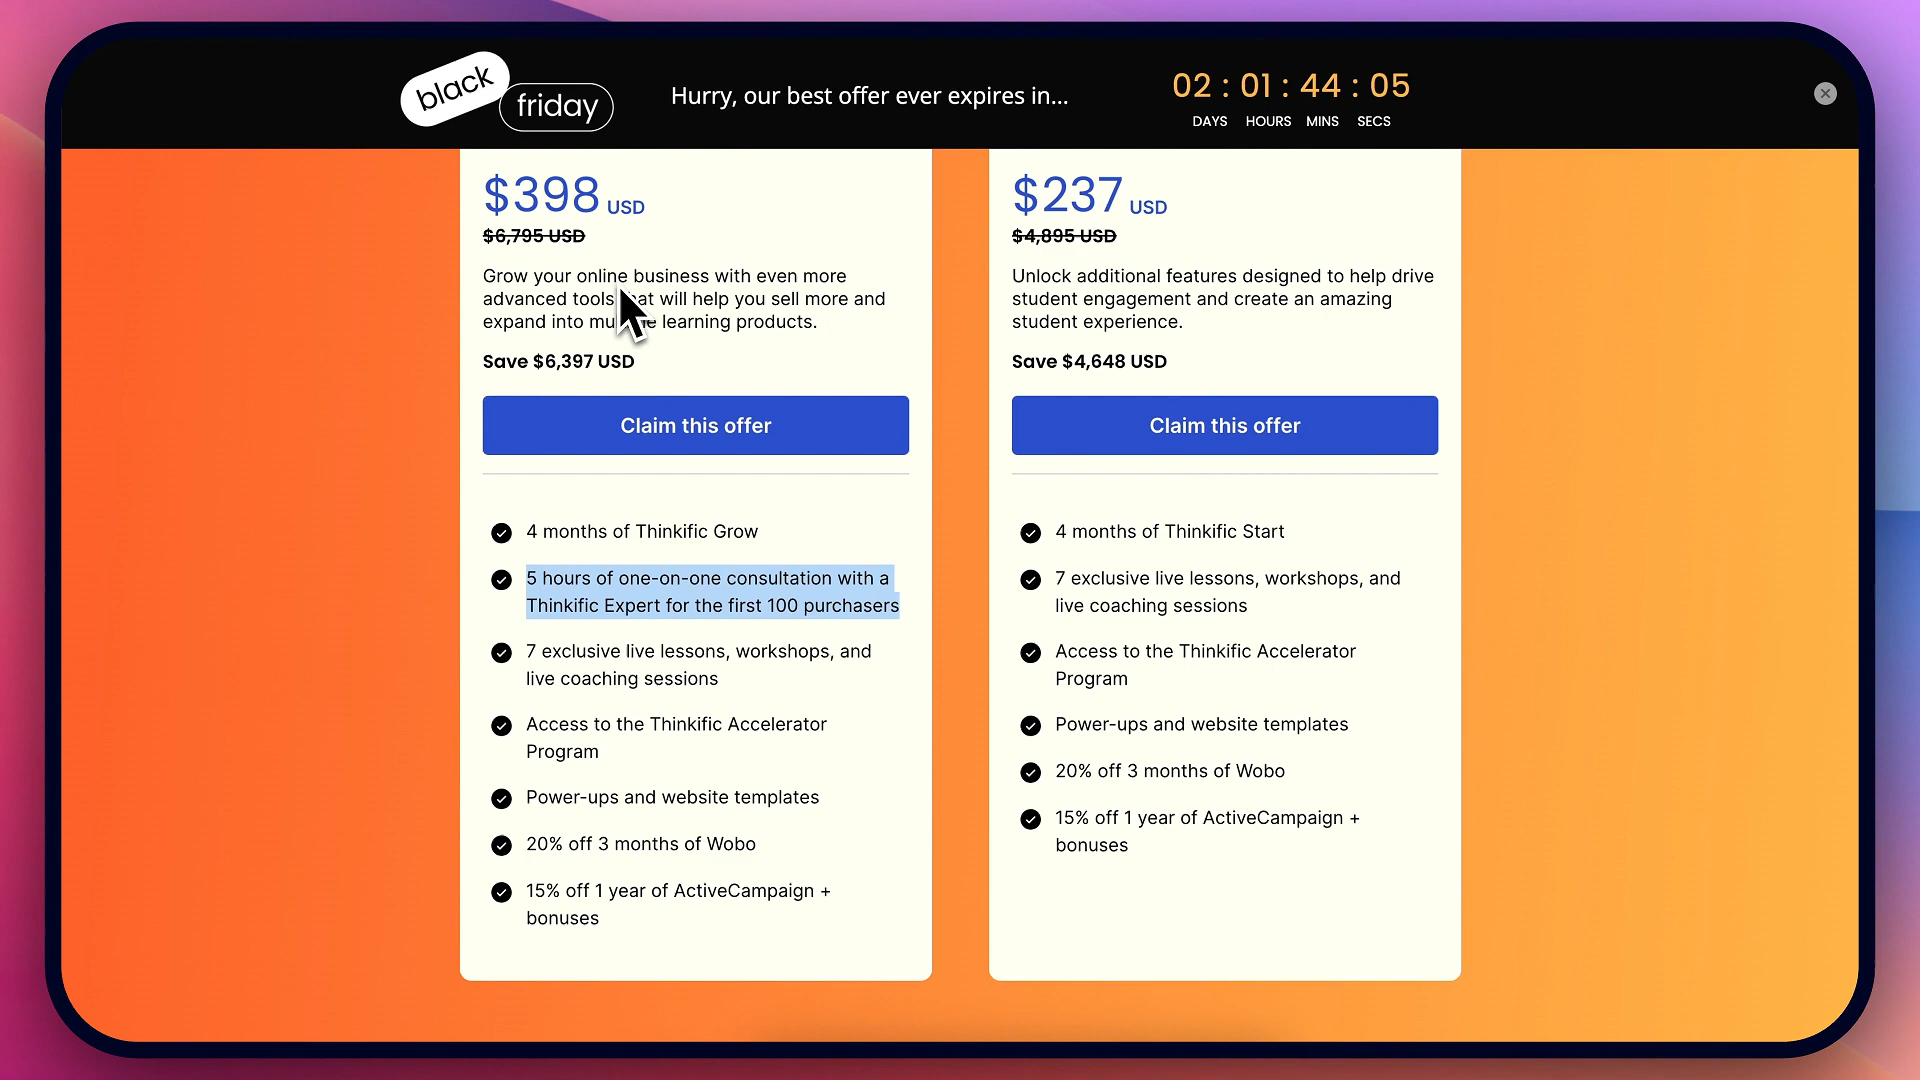 black
friday
Hurry, our best offer ever expires in...
02 : 01 : 44 : 05
DAYS HOURS MINS SECS
$398 USD
$6,795 USD
Grow your online business with even more
advanced tools that will help you sell more and
expand into learning products.
Save $6,397 USD
Claim this offer
4 months of Thinkific Grow
5 hours of one-on-one consultation with a
Thinkific Expert for the first 100 purchasers
7 exclusive live lessons, workshops, and
live coaching sessions
Access to the Thinkific Accelerator
Program
Power-ups and website templates
20% off 3 months of Wobo
15% off 1 year of ActiveCampaign +
bonuses
$237 USD
$4,895 USD
Unlock additional features designed to help drive
student engagement and create an amazing
student experience.
Save $4,648 USD
Claim this offer
4 months of Thinkific Start
7 exclusive live lessons, workshops, and
live coaching sessions
Access to the Thinkific Accelerator
Program
Power-ups and website templates
20% off 3 months of Wobo
15% off 1 year of ActiveCampaign +
bonuses